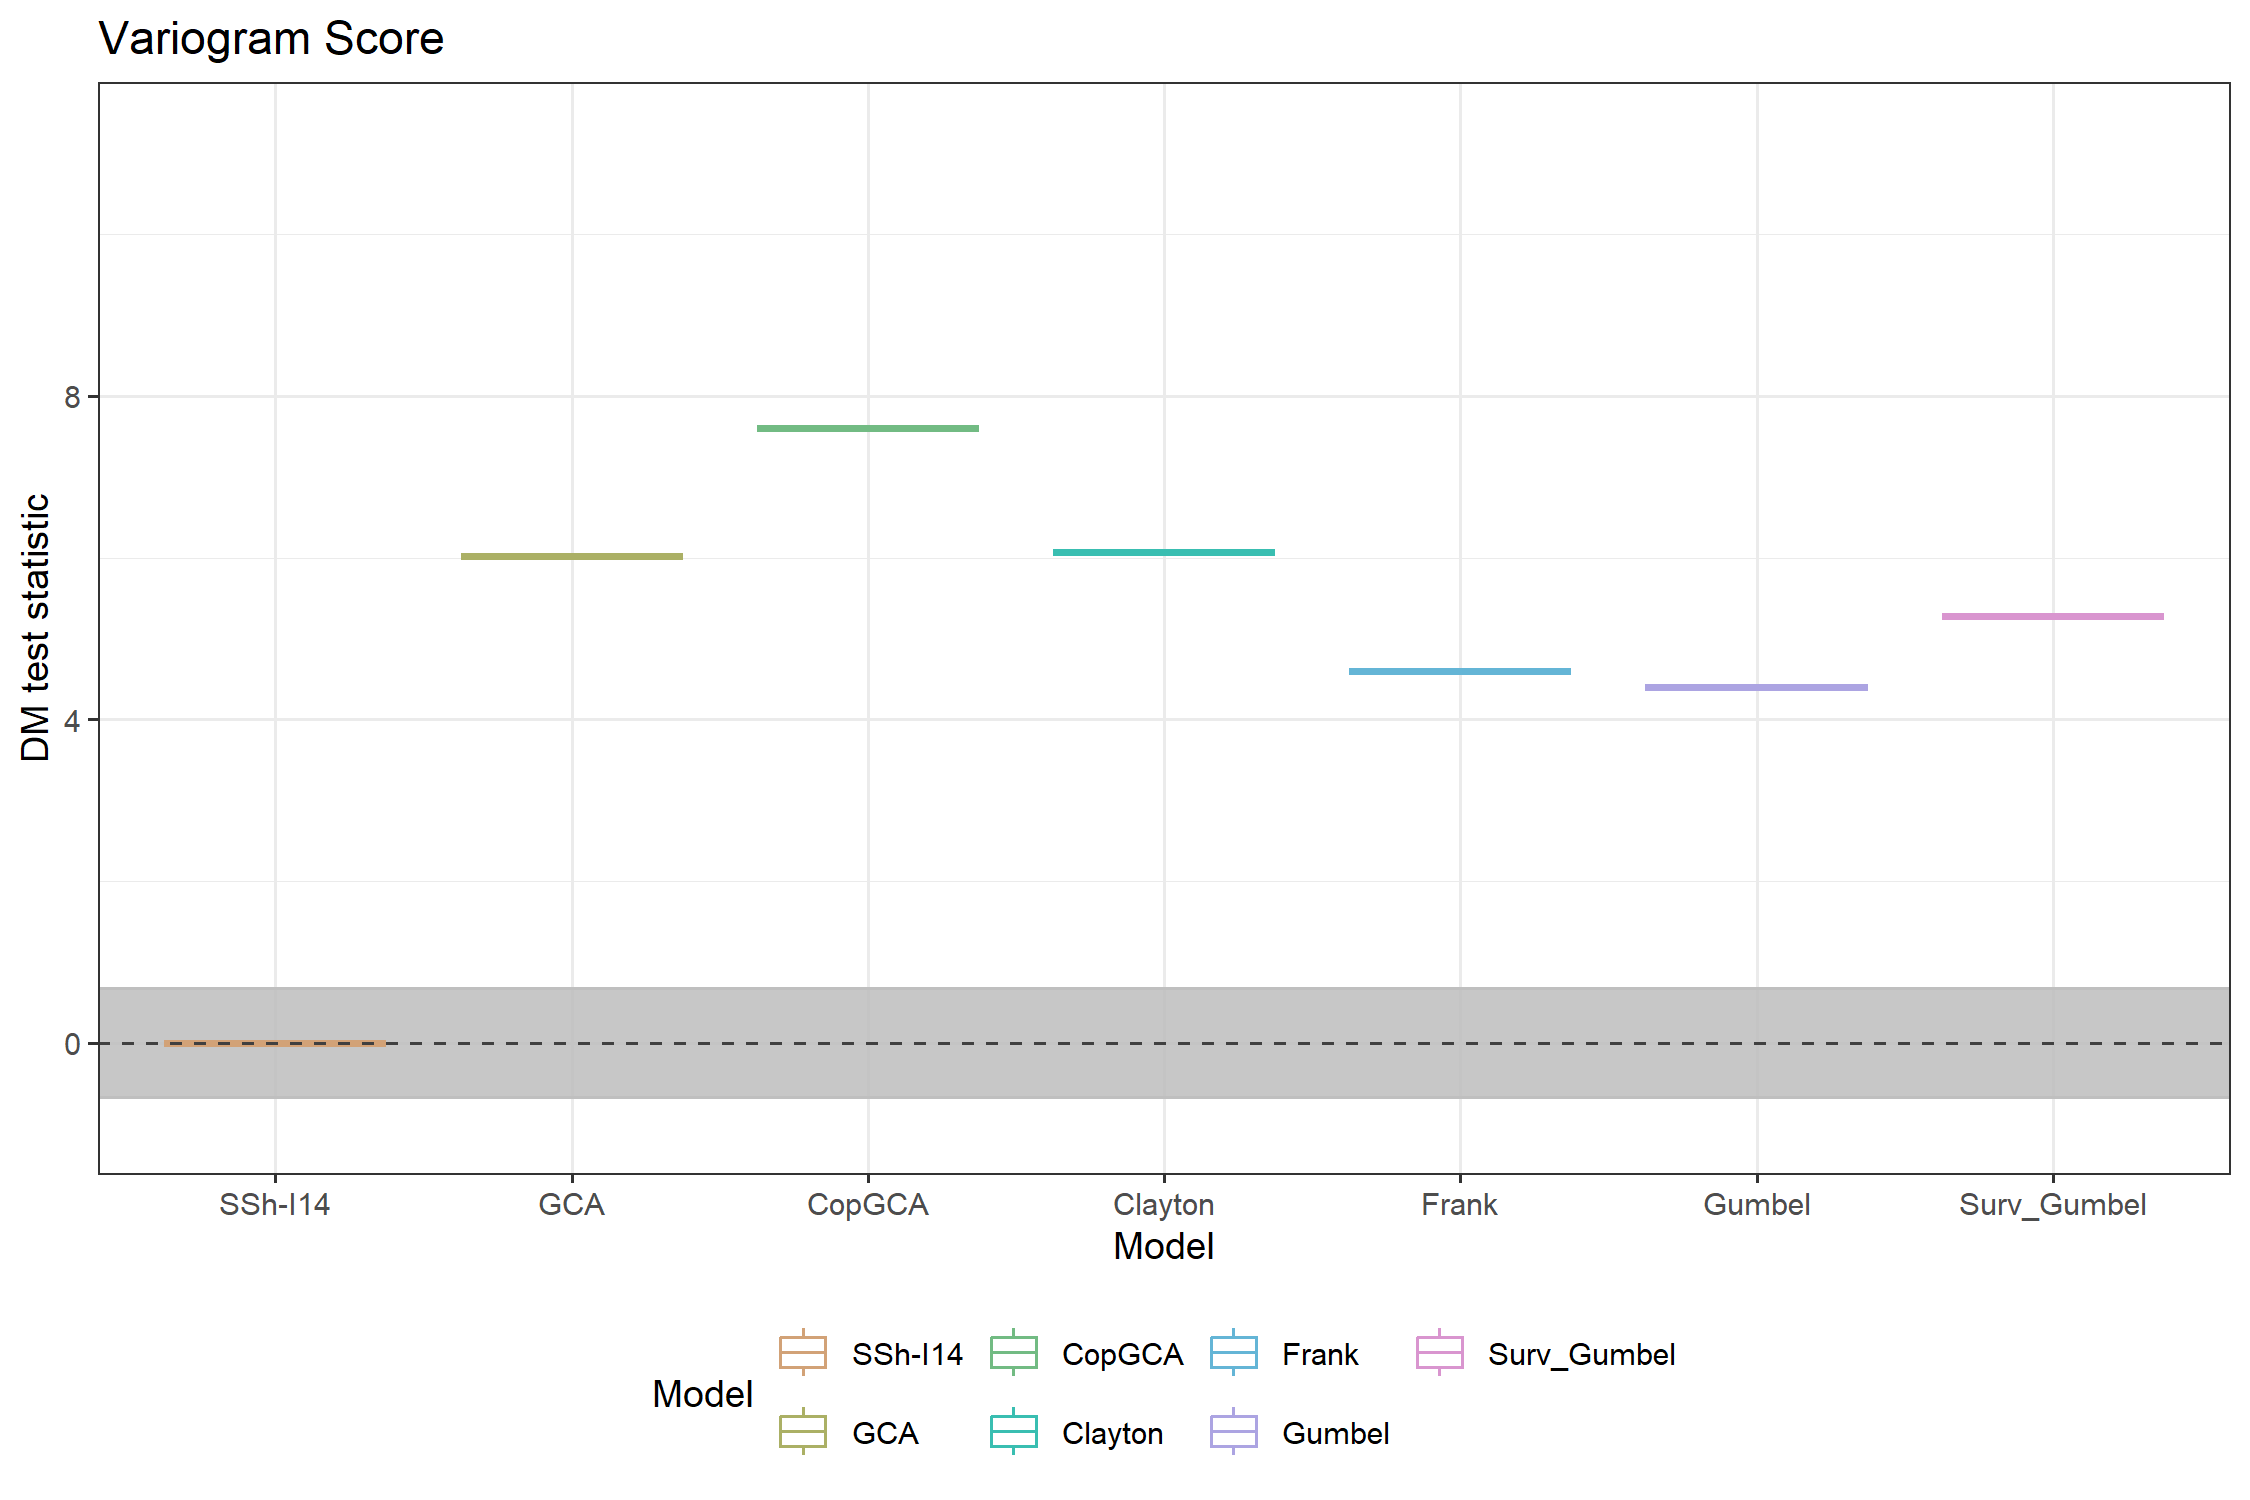 Variogram Score
DM test statistic
8
4
0
SSh-I14 GCA CopGCA Clayton Frank Gumbel Surv_Gumbel
Model
Model
SSh-I14 CopGCA Frank Surv_Gumbel
GCA Clayton Gumbel